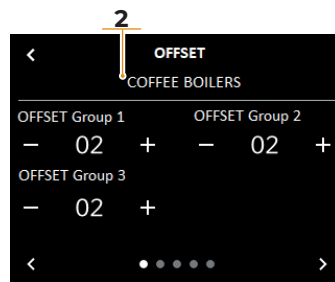 2
OFFSET
COFFEE BOILERS
OFFSET Group 1 OFFSET Group 2
− 02 + − 02 +
OFFSET Group 3
− 02 +